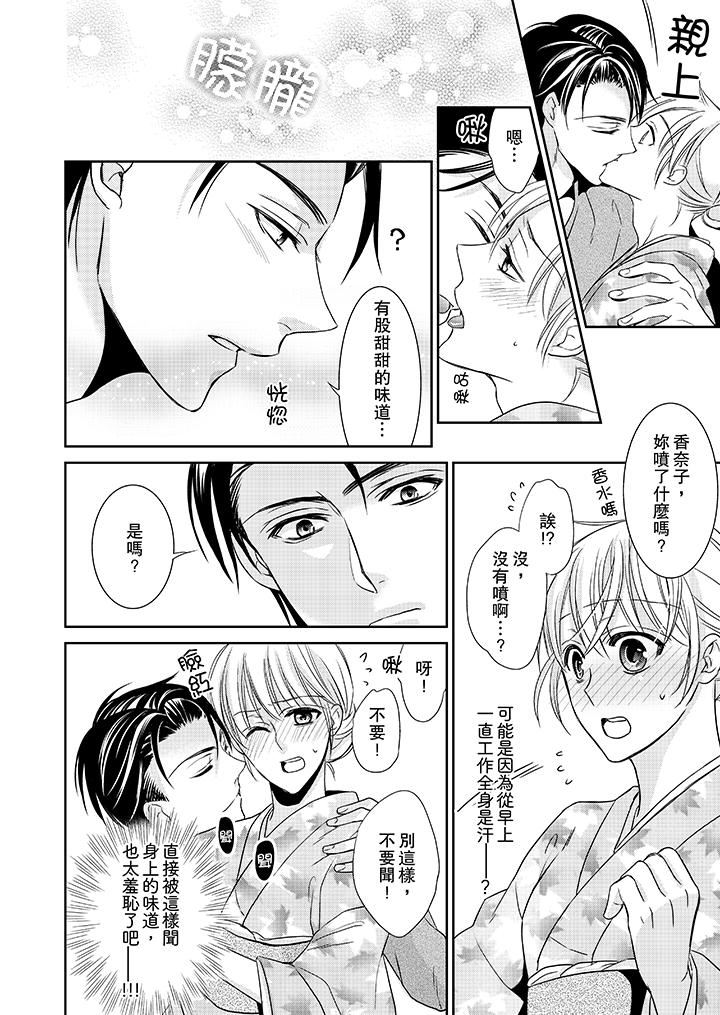 親上
嗯…
啾
咕啾
朦朧
?
有股甜甜的味道…
恍惚
香奈子，
妳噴了什麼嗎？
香水嗎
誒!?
沒，
沒有噴啊…？
可能是因為從早上
一直工作全身是汗——？
是嗎？
呀！
啾
不要！
臉紅
別這樣，
不要聞！
聞
聞
直接被這樣聞
身上的味道，
也太羞恥了吧——!!!